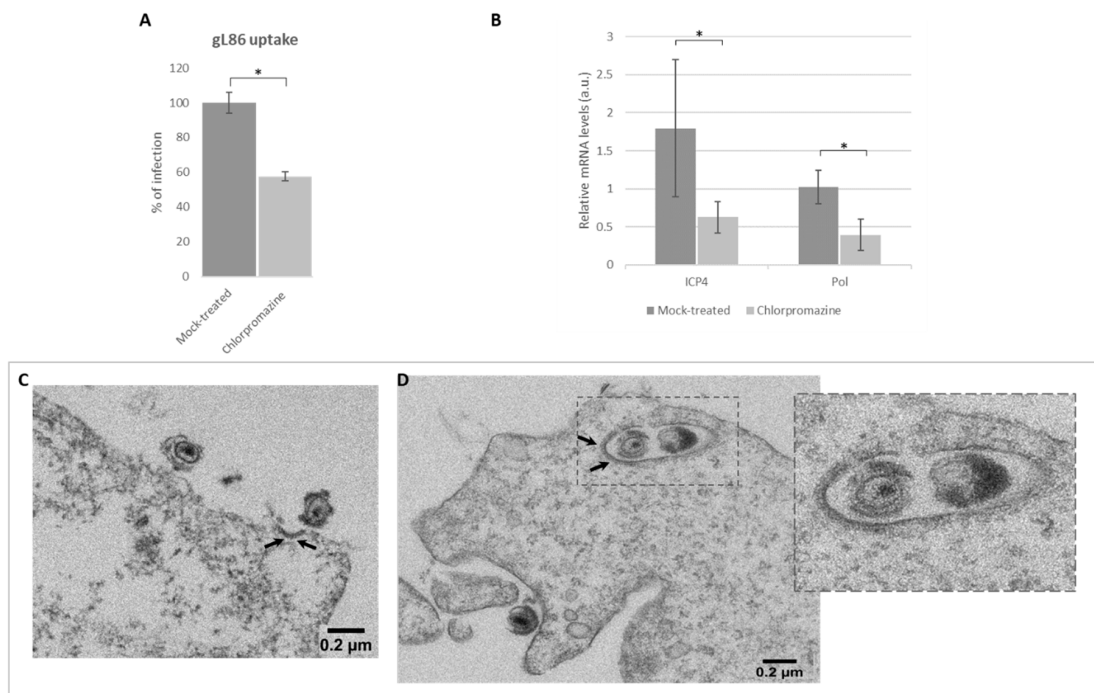 A
gL86 uptake
120
100
80
60
40
20
0
% of infection
*
Mock-treated
Chlorpromazine
B
3
2.5
2
1.5
1
0.5
0
Relative mRNA levels (a.u.)
*
*
ICP4
Pol
Mock-treated
Chlorpromazine
C
0.2 µm
D
0.2 µm